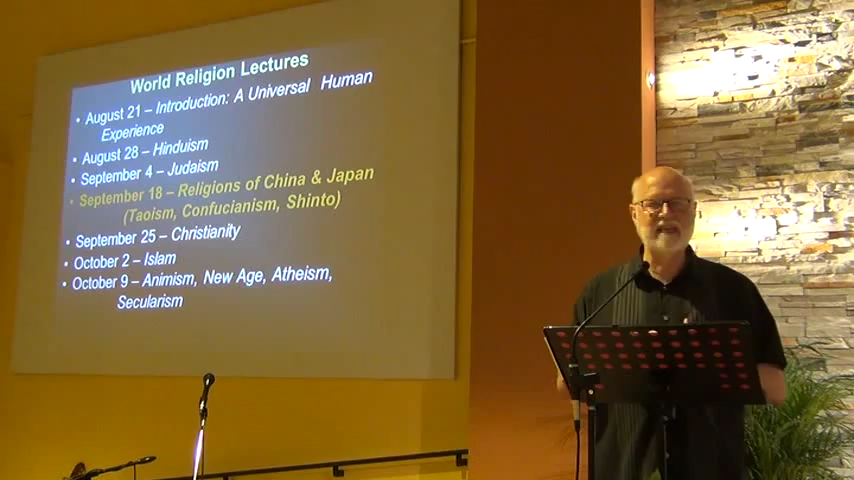 World Religion Lectures
• August 21 – Introduction: A Universal Human
Experience
• August 28 – Hinduism
• September 4 – Judaism
• September 18 – Religions of China & Japan
(Taoism, Confucianism, Shinto)
• September 25 – Christianity
• October 2 – Islam
• October 9 – Animism, New Age, Atheism,
Secularism